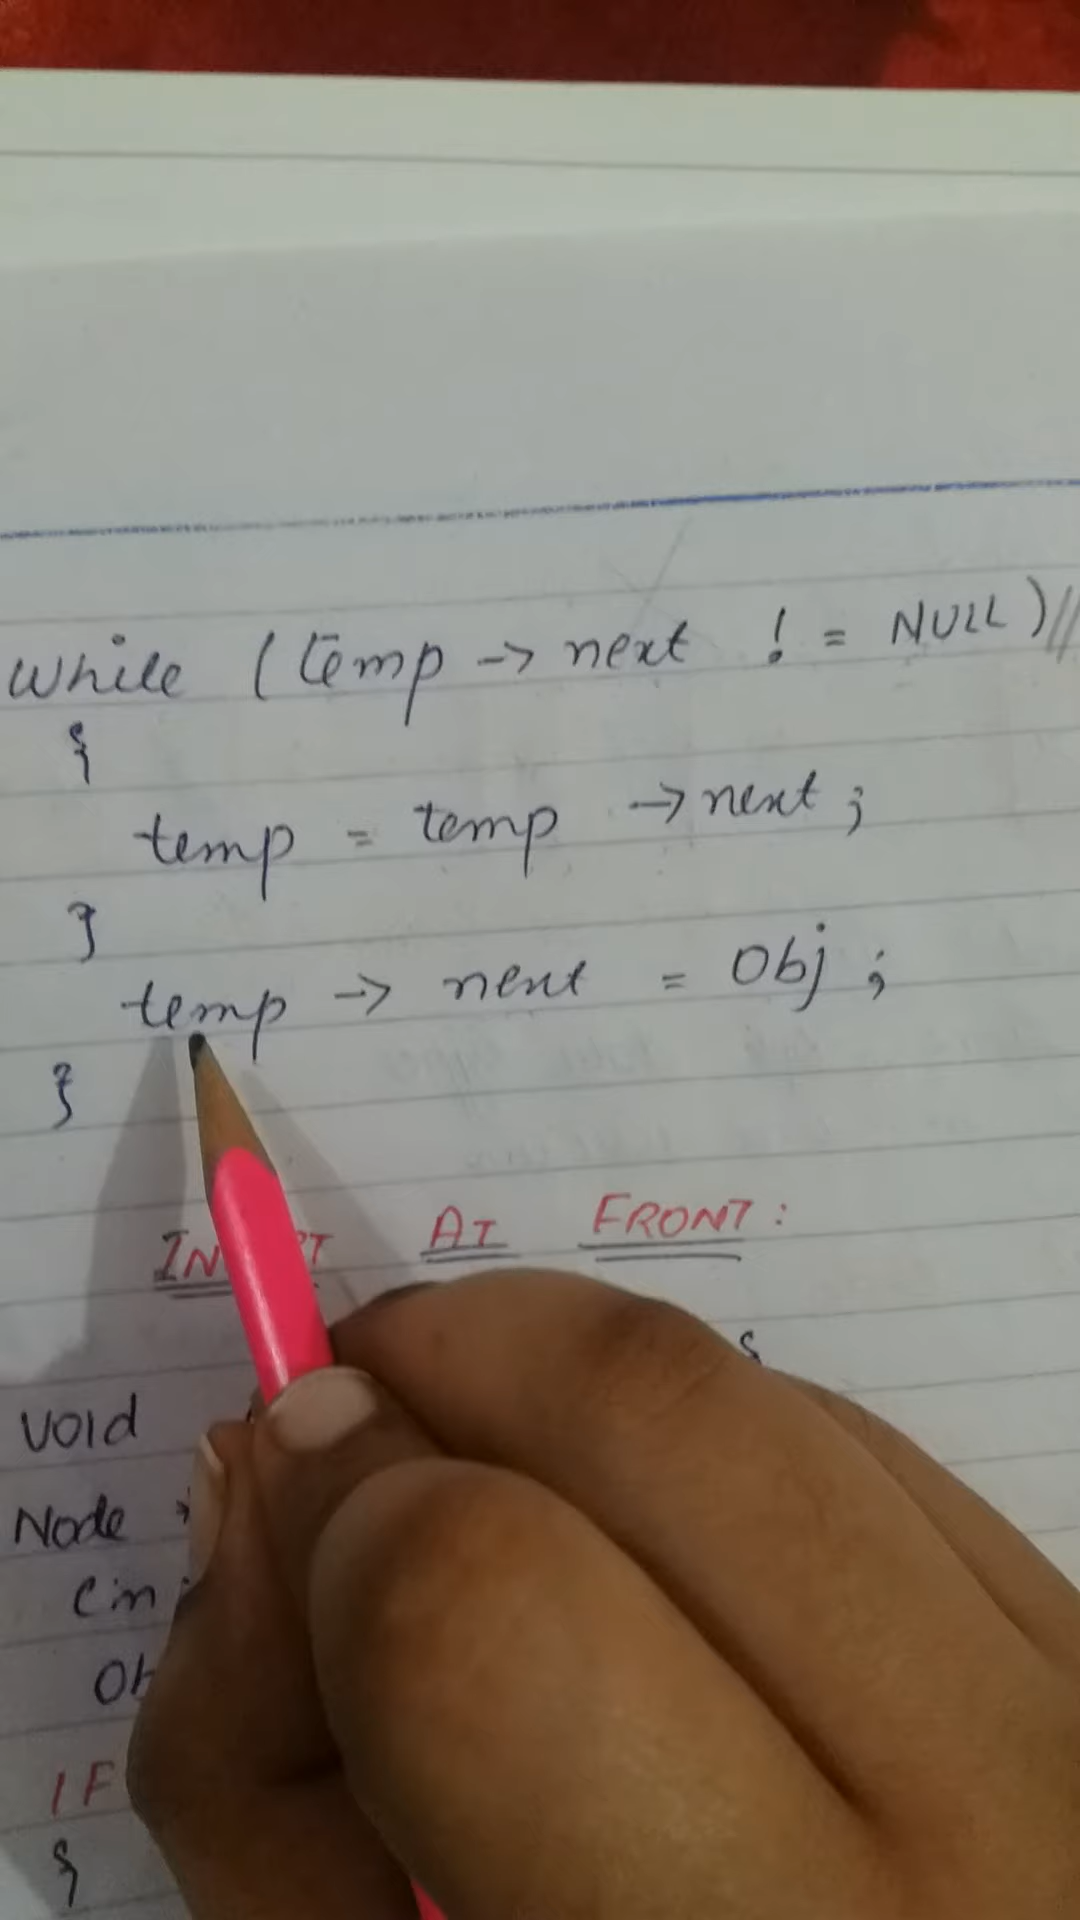 while (temp -> next != NULL)//
{
temp = temp -> next;
}
temp -> next = Obj;
}
AT FRONT:
void
Node *
Cin
IF
{